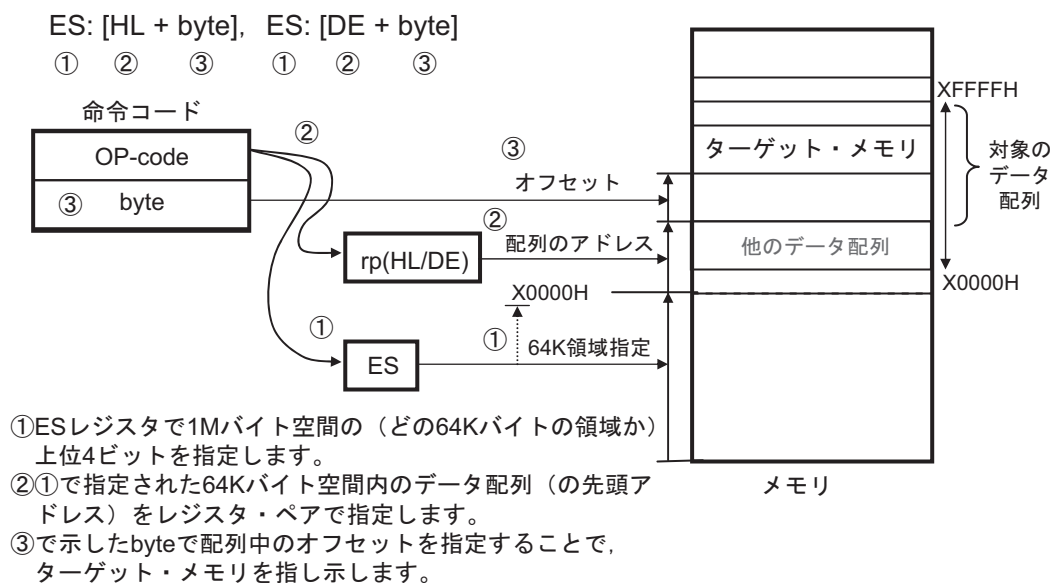 ES: [HL + byte], ES: [DE + byte]
① ② ③ ① ② ③
命令コード
OP-code
③ byte
②
③
オフセット
②
rp(HL/DE)
配列のアドレス
X0000H
①
①
ES
64K領域指定
XFFFFH
ターゲット・メモリ
対象の
データ
配列
他のデータ配列
X0000H
メモリ
①ESレジスタで1Mバイト空間の(どの64Kバイトの領域か)
上位4ビットを指定します。
②①で指定された64Kバイト空間内のデータ配列(の先頭ア
ドレス)をレジスタ・ペアで指定します。
③で示したbyteで配列中のオフセットを指定することで,
ターゲット・メモリを指し示します。